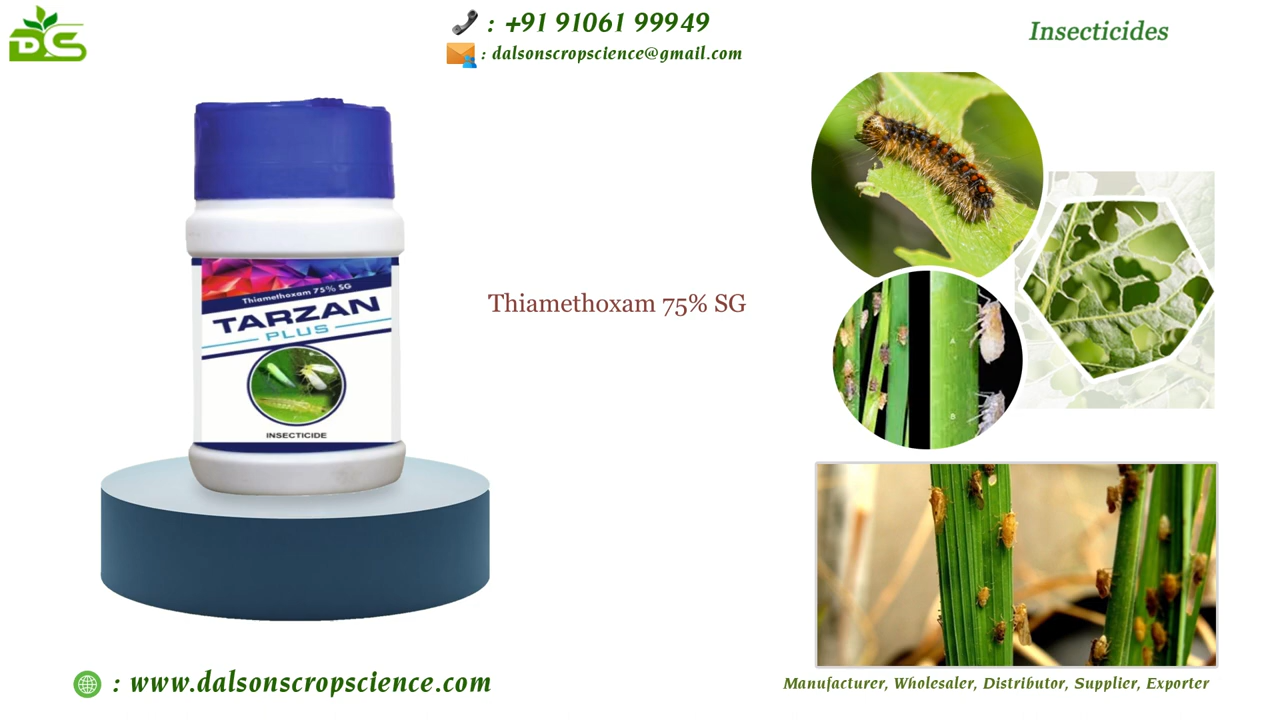 DCS
: +91 91061 99949
: dalsonscropscience@gmail.com
Insecticides
Thiamethoxam 75% SG
TARZAN
PLUS
INSECTICIDE
Thiamethoxam 75% SG
A
B
: www.dalsonscropscience.com
Manufacturer, Wholesaler, Distributor, Supplier, Exporter